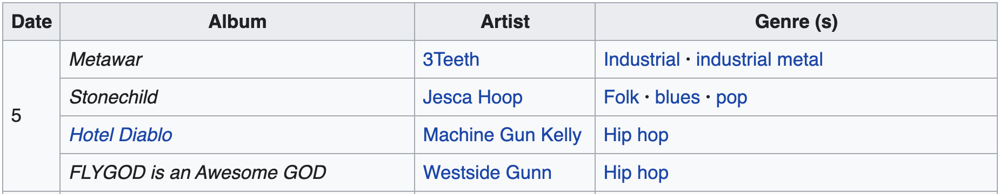 Date Album Artist Genre (s)
5 Metawar 3Teeth Industrial · industrial metal
Stonechild Jesca Hoop Folk · blues · pop
Hotel Diablo Machine Gun Kelly Hip hop
FLYGOD is an Awesome GOD Westside Gunn Hip hop